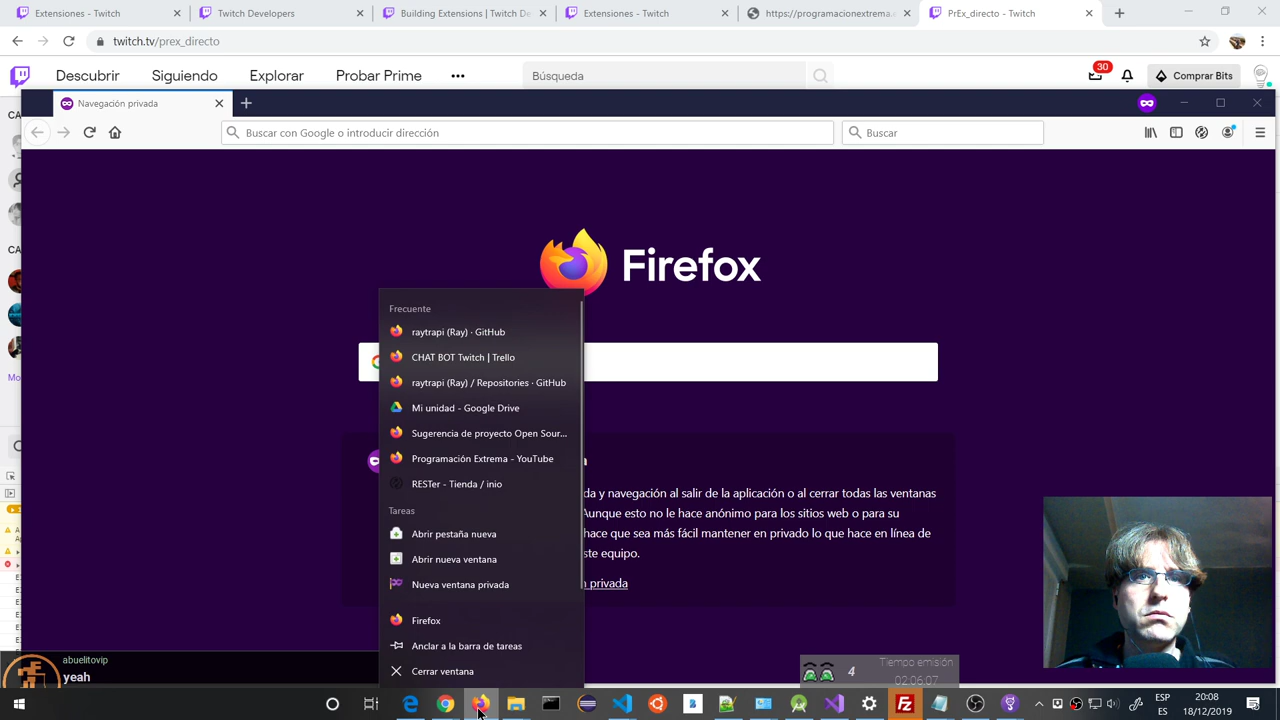 Extensiones - Twitch
Twitch Developers
Building Extensions | Twitch De
Extensiones - Twitch
https://programacionextrema.c
PrEx_directo - Twitch
twitch.tv/prex_directo
Descubrir
Siguiendo
Explorar
Probar Prime
Búsqueda
30
Comprar Bits
Navegación privada
Buscar con Google o introducir dirección
Buscar
Firefox
Frecuente
raytrapi (Ray) · GitHub
CHAT BOT Twitch | Trello
raytrapi (Ray) / Repositories · GitHub
Mi unidad - Google Drive
Sugerencia de proyecto Open Sour...
Programación Extrema - YouTube
RESTer - Tienda / inio
Tareas
Abrir pestaña nueva
Abrir nueva ventana
Nueva ventana privada
Firefox
Anclar a la barra de tareas
Cerrar ventana
da y navegación al salir de la aplicación o al cerrar todas las ventanas
Aunque esto no le hace anónimo para los sitios web o para su
hace que sea más fácil mantener en privado lo que hace en línea de
ste equipo.
n privada
CA
CA
Mo
abuelitovip
yeah
4
Tiempo emisión
02:06:07
ESP
ES
20:08
18/12/2019